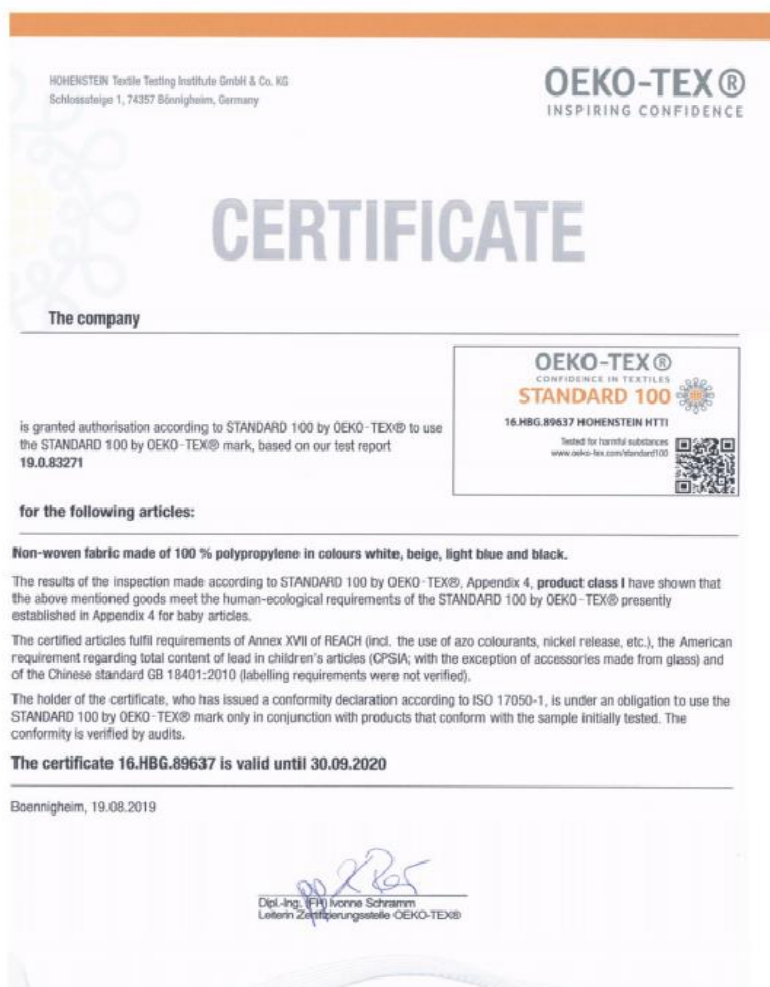 HOHENSTEIN Textile Testing Institute GmbH & Co. KG
Schlosssteige 1, 74357 Bönnigheim, Germany
OEKO-TEX®
INSPIRING CONFIDENCE
CERTIFICATE
The company
OEKO-TEX®
CONFIDENCE IN TEXTILES
STANDARD 100
16.HBG.89637 HOHENSTEIN HTTI
Tested for harmful substances
www.oeko-tex.com/standard100
is granted authorisation according to STANDARD 100 by OEKO-TEX® to use
the STANDARD 100 by OEKO-TEX® mark, based on our test report
19.0.83271
for the following articles:
Non-woven fabric made of 100 % polypropylene in colours white, beige, light blue and black.
The results of the inspection made according to STANDARD 100 by OEKO-TEX®, Appendix 4, product class I have shown that
the above mentioned goods meet the human-ecological requirements of the STANDARD 100 by OEKO-TEX® presently
established in Appendix 4 for baby articles.
The certified articles fulfil requirements of Annex XVII of REACH (incl. the use of azo colourants, nickel release, etc.), the American
requirement regarding total content of lead in children's articles (CPSIA; with the exception of accessories made from glass) and
of the Chinese standard GB 18401:2010 (labelling requirements were not verified).
The holder of the certificate, who has issued a conformity declaration according to ISO 17050-1, is under an obligation to use the
STANDARD 100 by OEKO-TEX® mark only in conjunction with products that conform with the sample initially tested. The
conformity is verified by audits.
The certificate 16.HBG.89637 is valid until 30.09.2020
Boennigheim, 19.08.2019
Dipl.-Ing. (FH) Ivonne Schramm
Leiterin Zertifizierungsstelle OEKO-TEX®